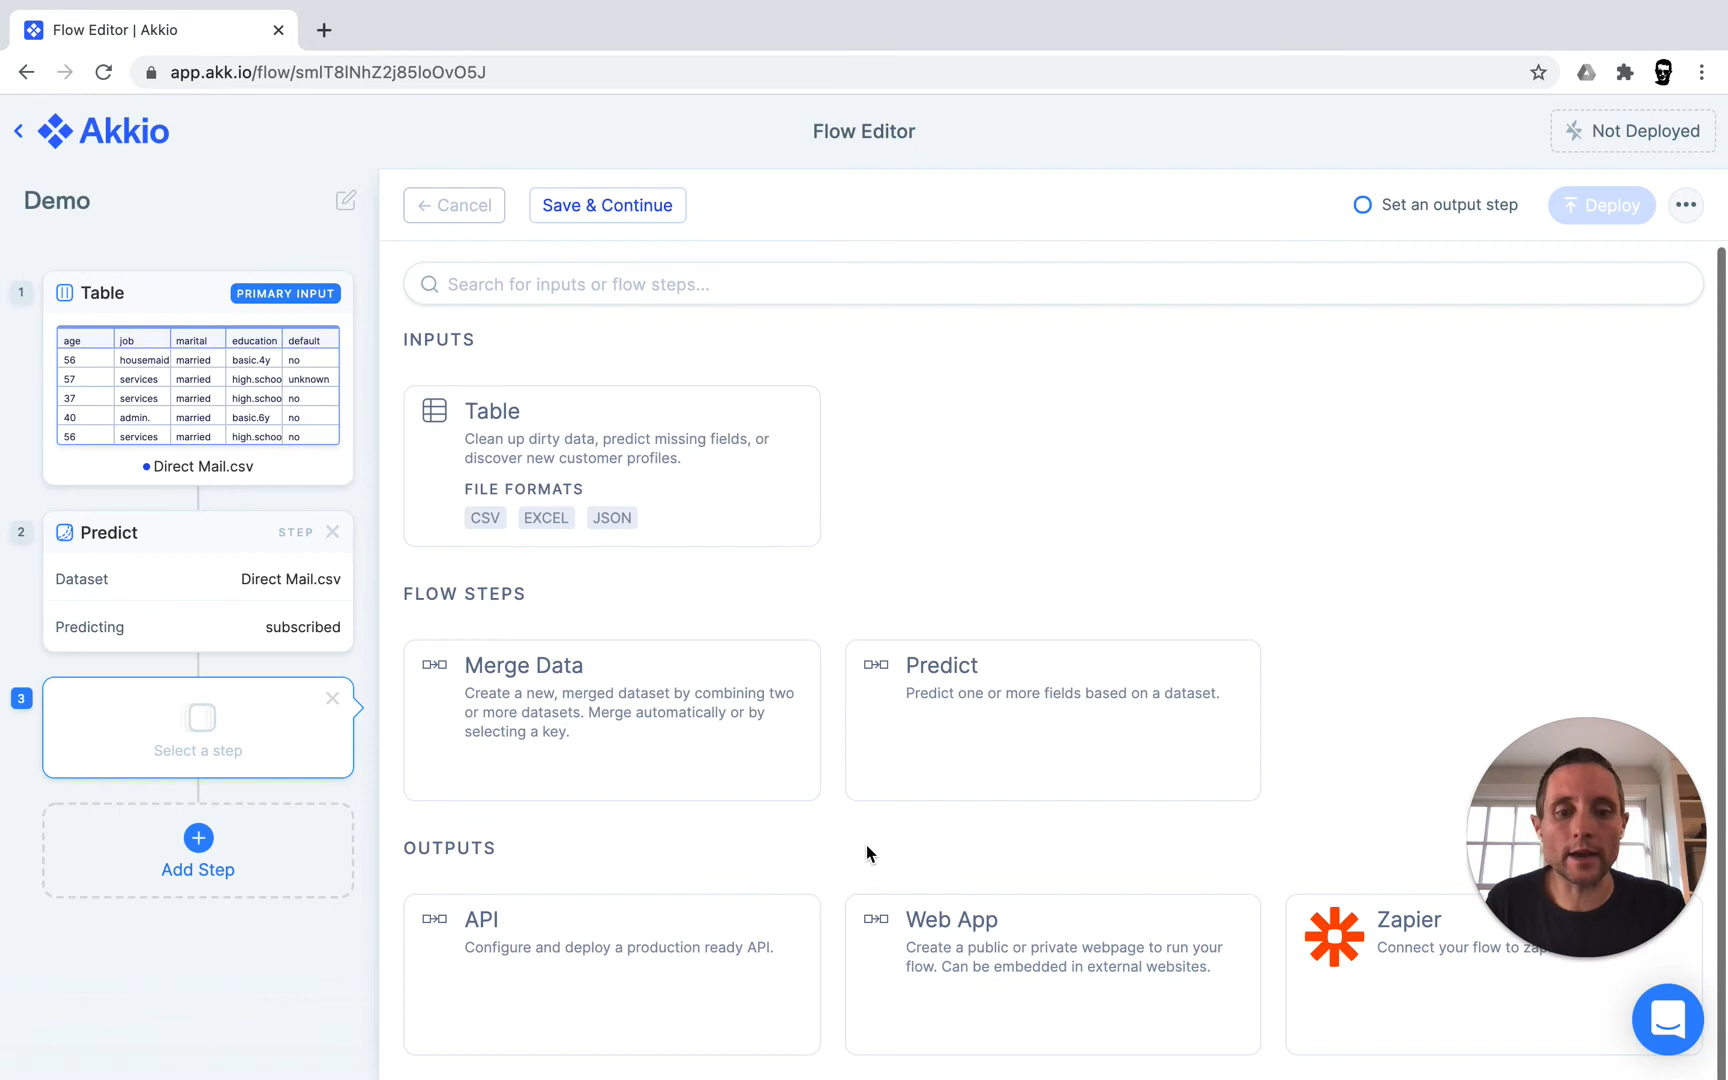 Flow Editor | Akkio
app.akk.io/flow/smIT8INhZ2j85IoOvO5J
Akkio
Flow Editor
Not Deployed
Demo
← Cancel
Save & Continue
Set an output step
Deploy
Search for inputs or flow steps...
1
Table
PRIMARY INPUT
age job marital education default
56 housemaid married basic.4y no
57 services married high.schoo unknown
37 services married high.schoo no
40 admin. married basic.6y no
56 services married high.schoo no
Direct Mail.csv
2
Predict
STEP
Dataset
Direct Mail.csv
Predicting
subscribed
3
Select a step
Add Step
INPUTS
Table
Clean up dirty data, predict missing fields, or
discover new customer profiles.
FILE FORMATS
CSV EXCEL JSON
FLOW STEPS
Merge Data
Create a new, merged dataset by combining two
or more datasets. Merge automatically or by
selecting a key.
Predict
Predict one or more fields based on a dataset.
OUTPUTS
API
Configure and deploy a production ready API.
Web App
Create a public or private webpage to run your
flow. Can be embedded in external websites.
Zapier
Connect your flow to